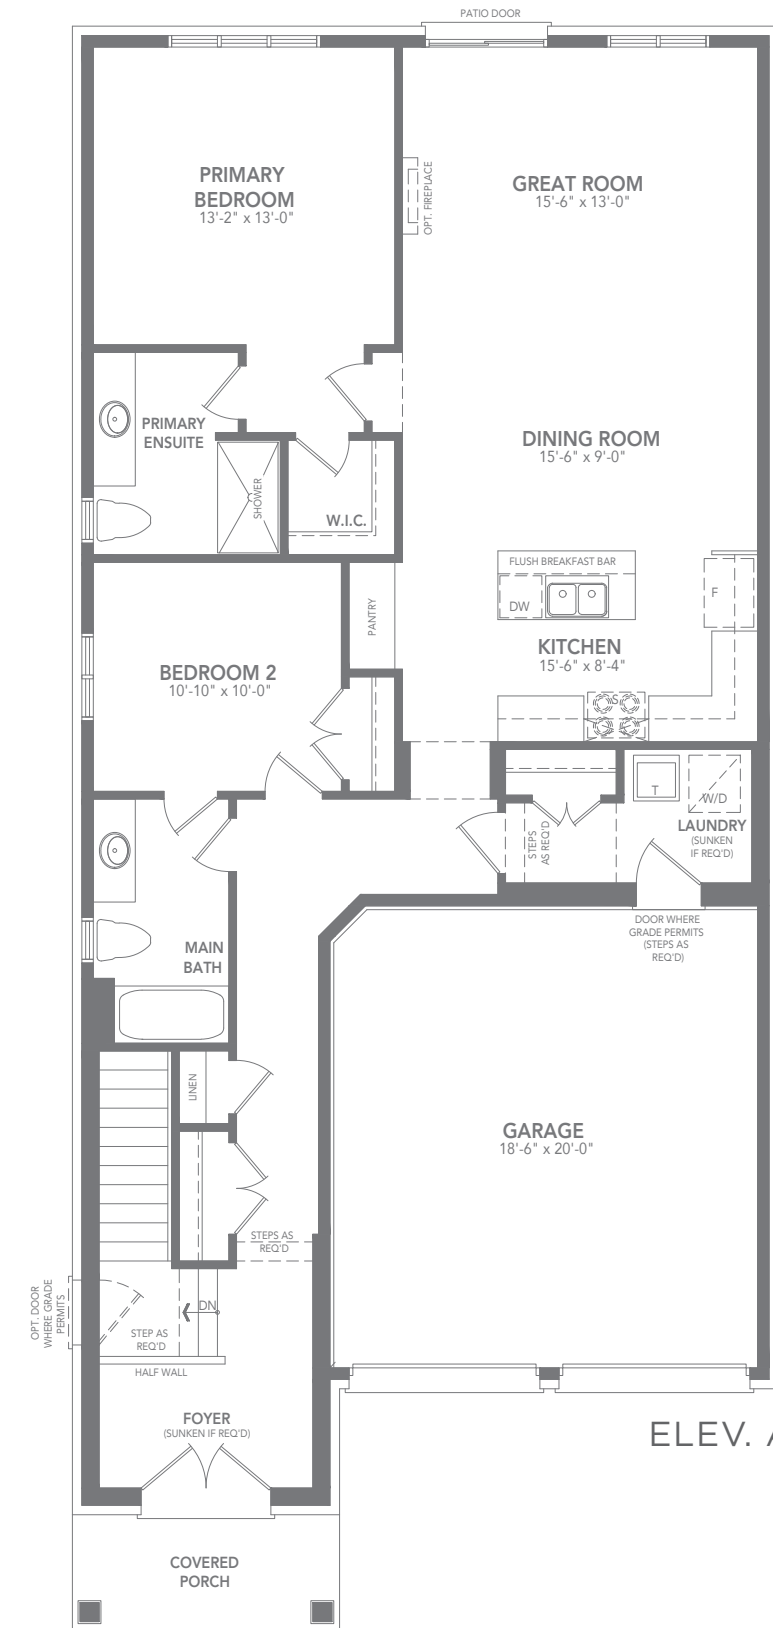 PATIO DOOR
PRIMARY
BEDROOM
13'-2" x 13'-0"
OPT. FIREPLACE
GREAT ROOM
15'-6" x 13'-0"
PRIMARY
ENSUITE
SHOWER
W.I.C.
DINING ROOM
15'-6" x 9'-0"
FLUSH BREAKFAST BAR
DW
F
PANTRY
KITCHEN
15'-6" x 8'-4"
S
BEDROOM 2
10'-10" x 10'-0"
T
W/D
LAUNDRY
(SUNKEN
IF REQ'D)
STEPS
AS REQ'D
DOOR WHERE
GRADE PERMITS
(STEPS AS
REQ'D)
MAIN
BATH
LINEN
GARAGE
18'-6" x 20'-0"
STEPS AS
REQ'D
OPT. DOOR
WHERE GRADE
PERMITS
DN
STEP AS
REQ'D
HALF WALL
FOYER
(SUNKEN IF REQ'D)
ELEV. A
COVERED
PORCH